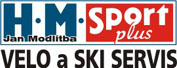 H·M· Sport
Jan Modlitba plus
VELO a SKI SERVIS